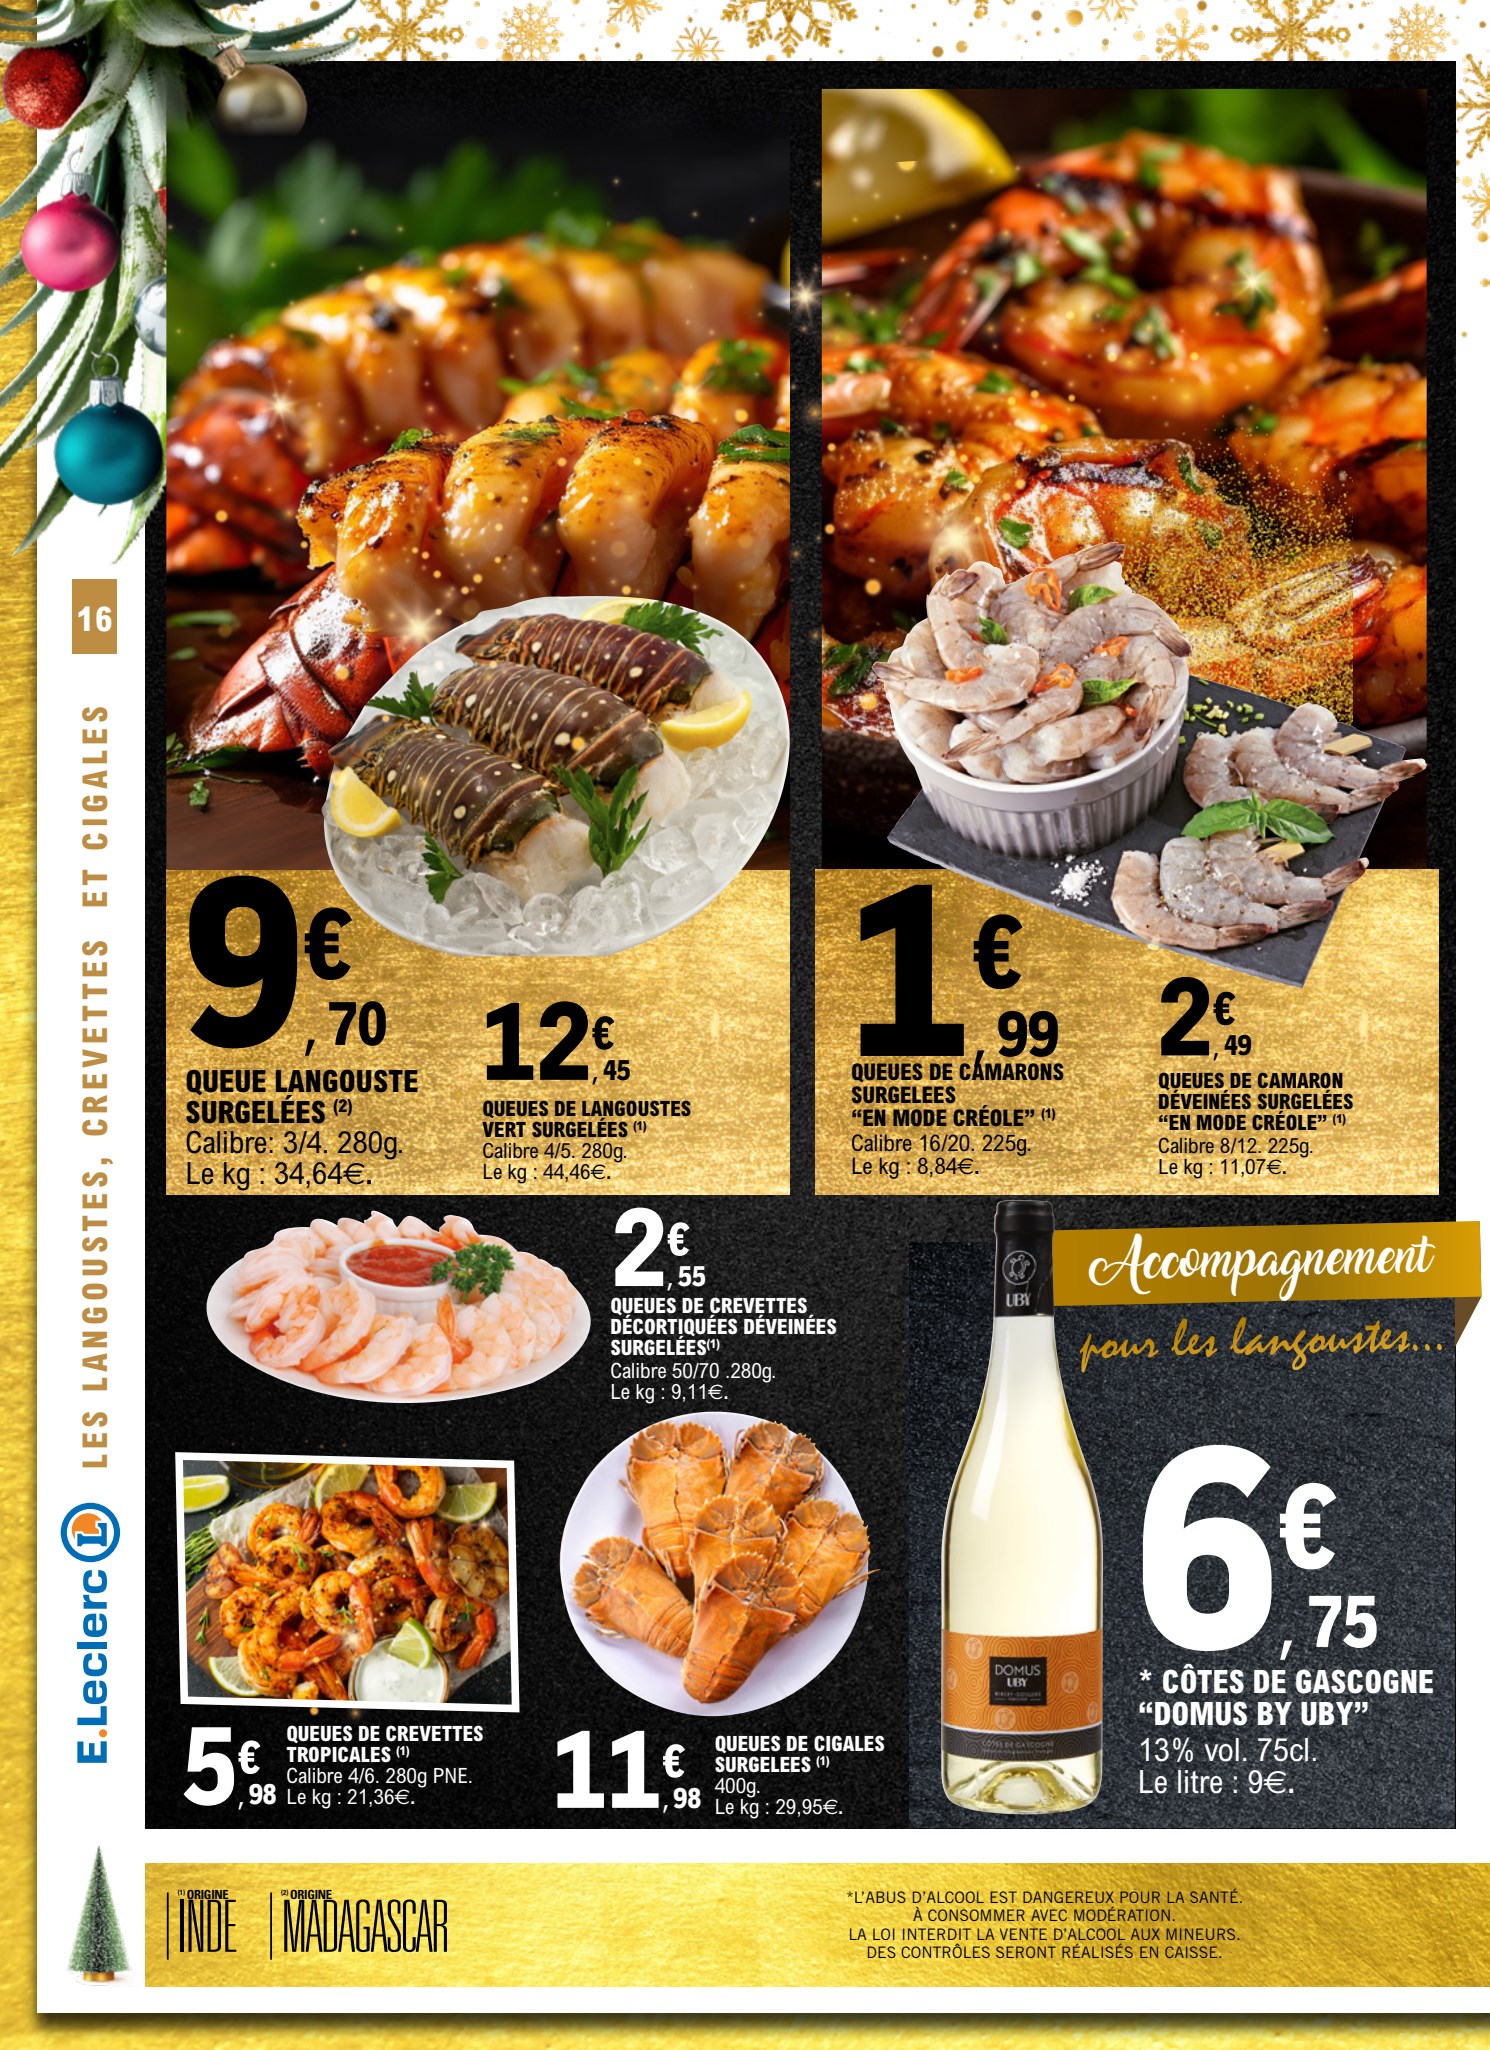 16
LES LANGOUSTES, CREVETTES ET CIGALES
E.Leclerc L
9€,70
QUEUE LANGOUSTE
SURGELÉES (2)
Calibre: 3/4. 280g.
Le kg : 34,64€.
12€,45
QUEUES DE LANGOUSTES
VERT SURGELÉES (1)
Calibre 4/5. 280g.
Le kg : 44,46€.
1€,99
QUEUES DE CAMARONS
SURGELEES
“EN MODE CRÉOLE” (1)
Calibre 16/20. 225g.
Le kg : 8,84€.
2€,49
QUEUES DE CAMARON
DÉVEINÉES SURGELÉES
“EN MODE CRÉOLE” (1)
Calibre 8/12. 225g.
Le kg : 11,07€.
2€,55
QUEUES DE CREVETTES
DÉCORTIQUÉES DÉVEINÉES
SURGELÉES(1)
Calibre 50/70 .280g.
Le kg : 9,11€.
5€,98
QUEUES DE CREVETTES
TROPICALES (1)
Calibre 4/6. 280g PNE.
Le kg : 21,36€.
11€,98
QUEUES DE CIGALES
SURGELEES (1)
400g.
Le kg : 29,95€.
Accompagnement
pour les langoustes...
UBY
DOMUS
UBY
CÔTES DE GASCOGNE
6€,75
* CÔTES DE GASCOGNE
“DOMUS BY UBY”
13% vol. 75cl.
Le litre : 9€.
(1) ORIGINE
INDE
(2) ORIGINE
MADAGASCAR
*L’ABUS D’ALCOOL EST DANGEREUX POUR LA SANTÉ.
À CONSOMMER AVEC MODÉRATION.
LA LOI INTERDIT LA VENTE D’ALCOOL AUX MINEURS.
DES CONTRÔLES SERONT RÉALISÉS EN CAISSE.